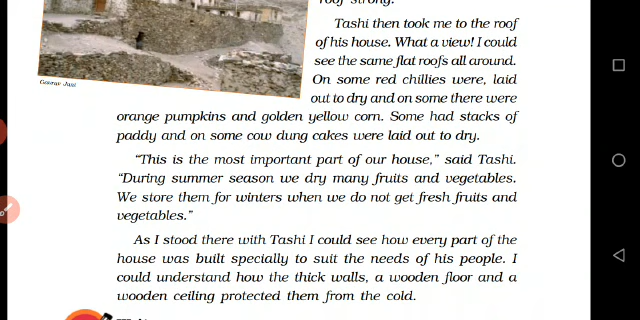 roof strong.
Tashi then took me to the roof
of his house. What a view! I could
see the same flat roofs all around.
On some red chillies were, laid
out to dry and on some there were
Gourav Jani
orange pumpkins and golden yellow corn. Some had stacks of
paddy and on some cow dung cakes were laid out to dry.
“This is the most important part of our house,” said Tashi.
“During summer season we dry many fruits and vegetables.
We store them for winters when we do not get fresh fruits and
vegetables.”
As I stood there with Tashi I could see how every part of the
house was built specially to suit the needs of his people. I
could understand how the thick walls, a wooden floor and a
wooden ceiling protected them from the cold.